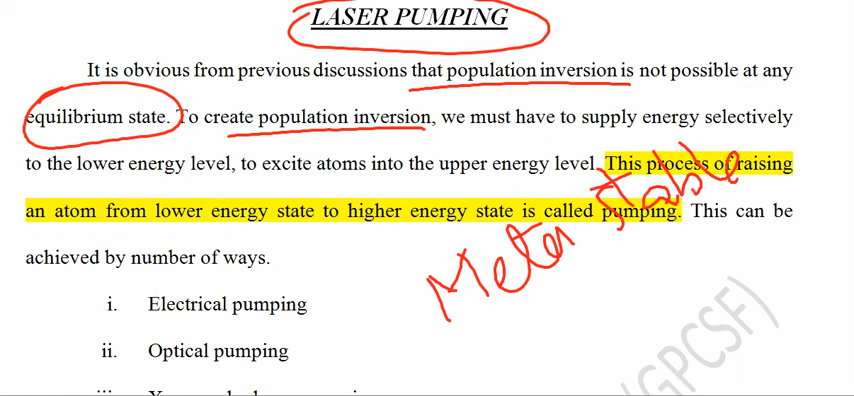 LASER PUMPING
It is obvious from previous discussions that population inversion is not possible at any
equilibrium state. To create population inversion, we must have to supply energy selectively
to the lower energy level, to excite atoms into the upper energy level. This process of raising
an atom from lower energy state to higher energy state is called pumping. This can be
Meta stable
achieved by number of ways.
i. Electrical pumping
ii. Optical pumping
(GPCSF)